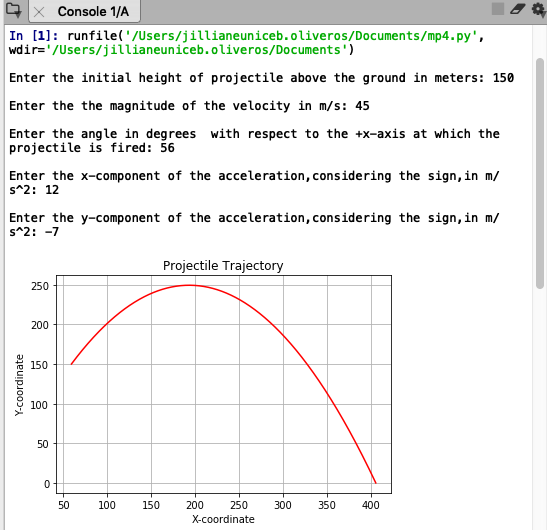 Console 1/A
In [1]: runfile('/Users/jillianeuniceb.oliveros/Documents/mp4.py',
wdir='/Users/jillianeuniceb.oliveros/Documents')
Enter the initial height of projectile above the ground in meters: 150
Enter the the magnitude of the velocity in m/s: 45
Enter the angle in degrees  with respect to the +x-axis at which the
projectile is fired: 56
Enter the x-component of the acceleration,considering the sign,in m/
s^2: 12
Enter the y-component of the acceleration,considering the sign,in m/
s^2: -7
Projectile Trajectory
250
200
150
100
50
0
Y-coordinate
50 100 150 200 250 300 350 400
X-coordinate